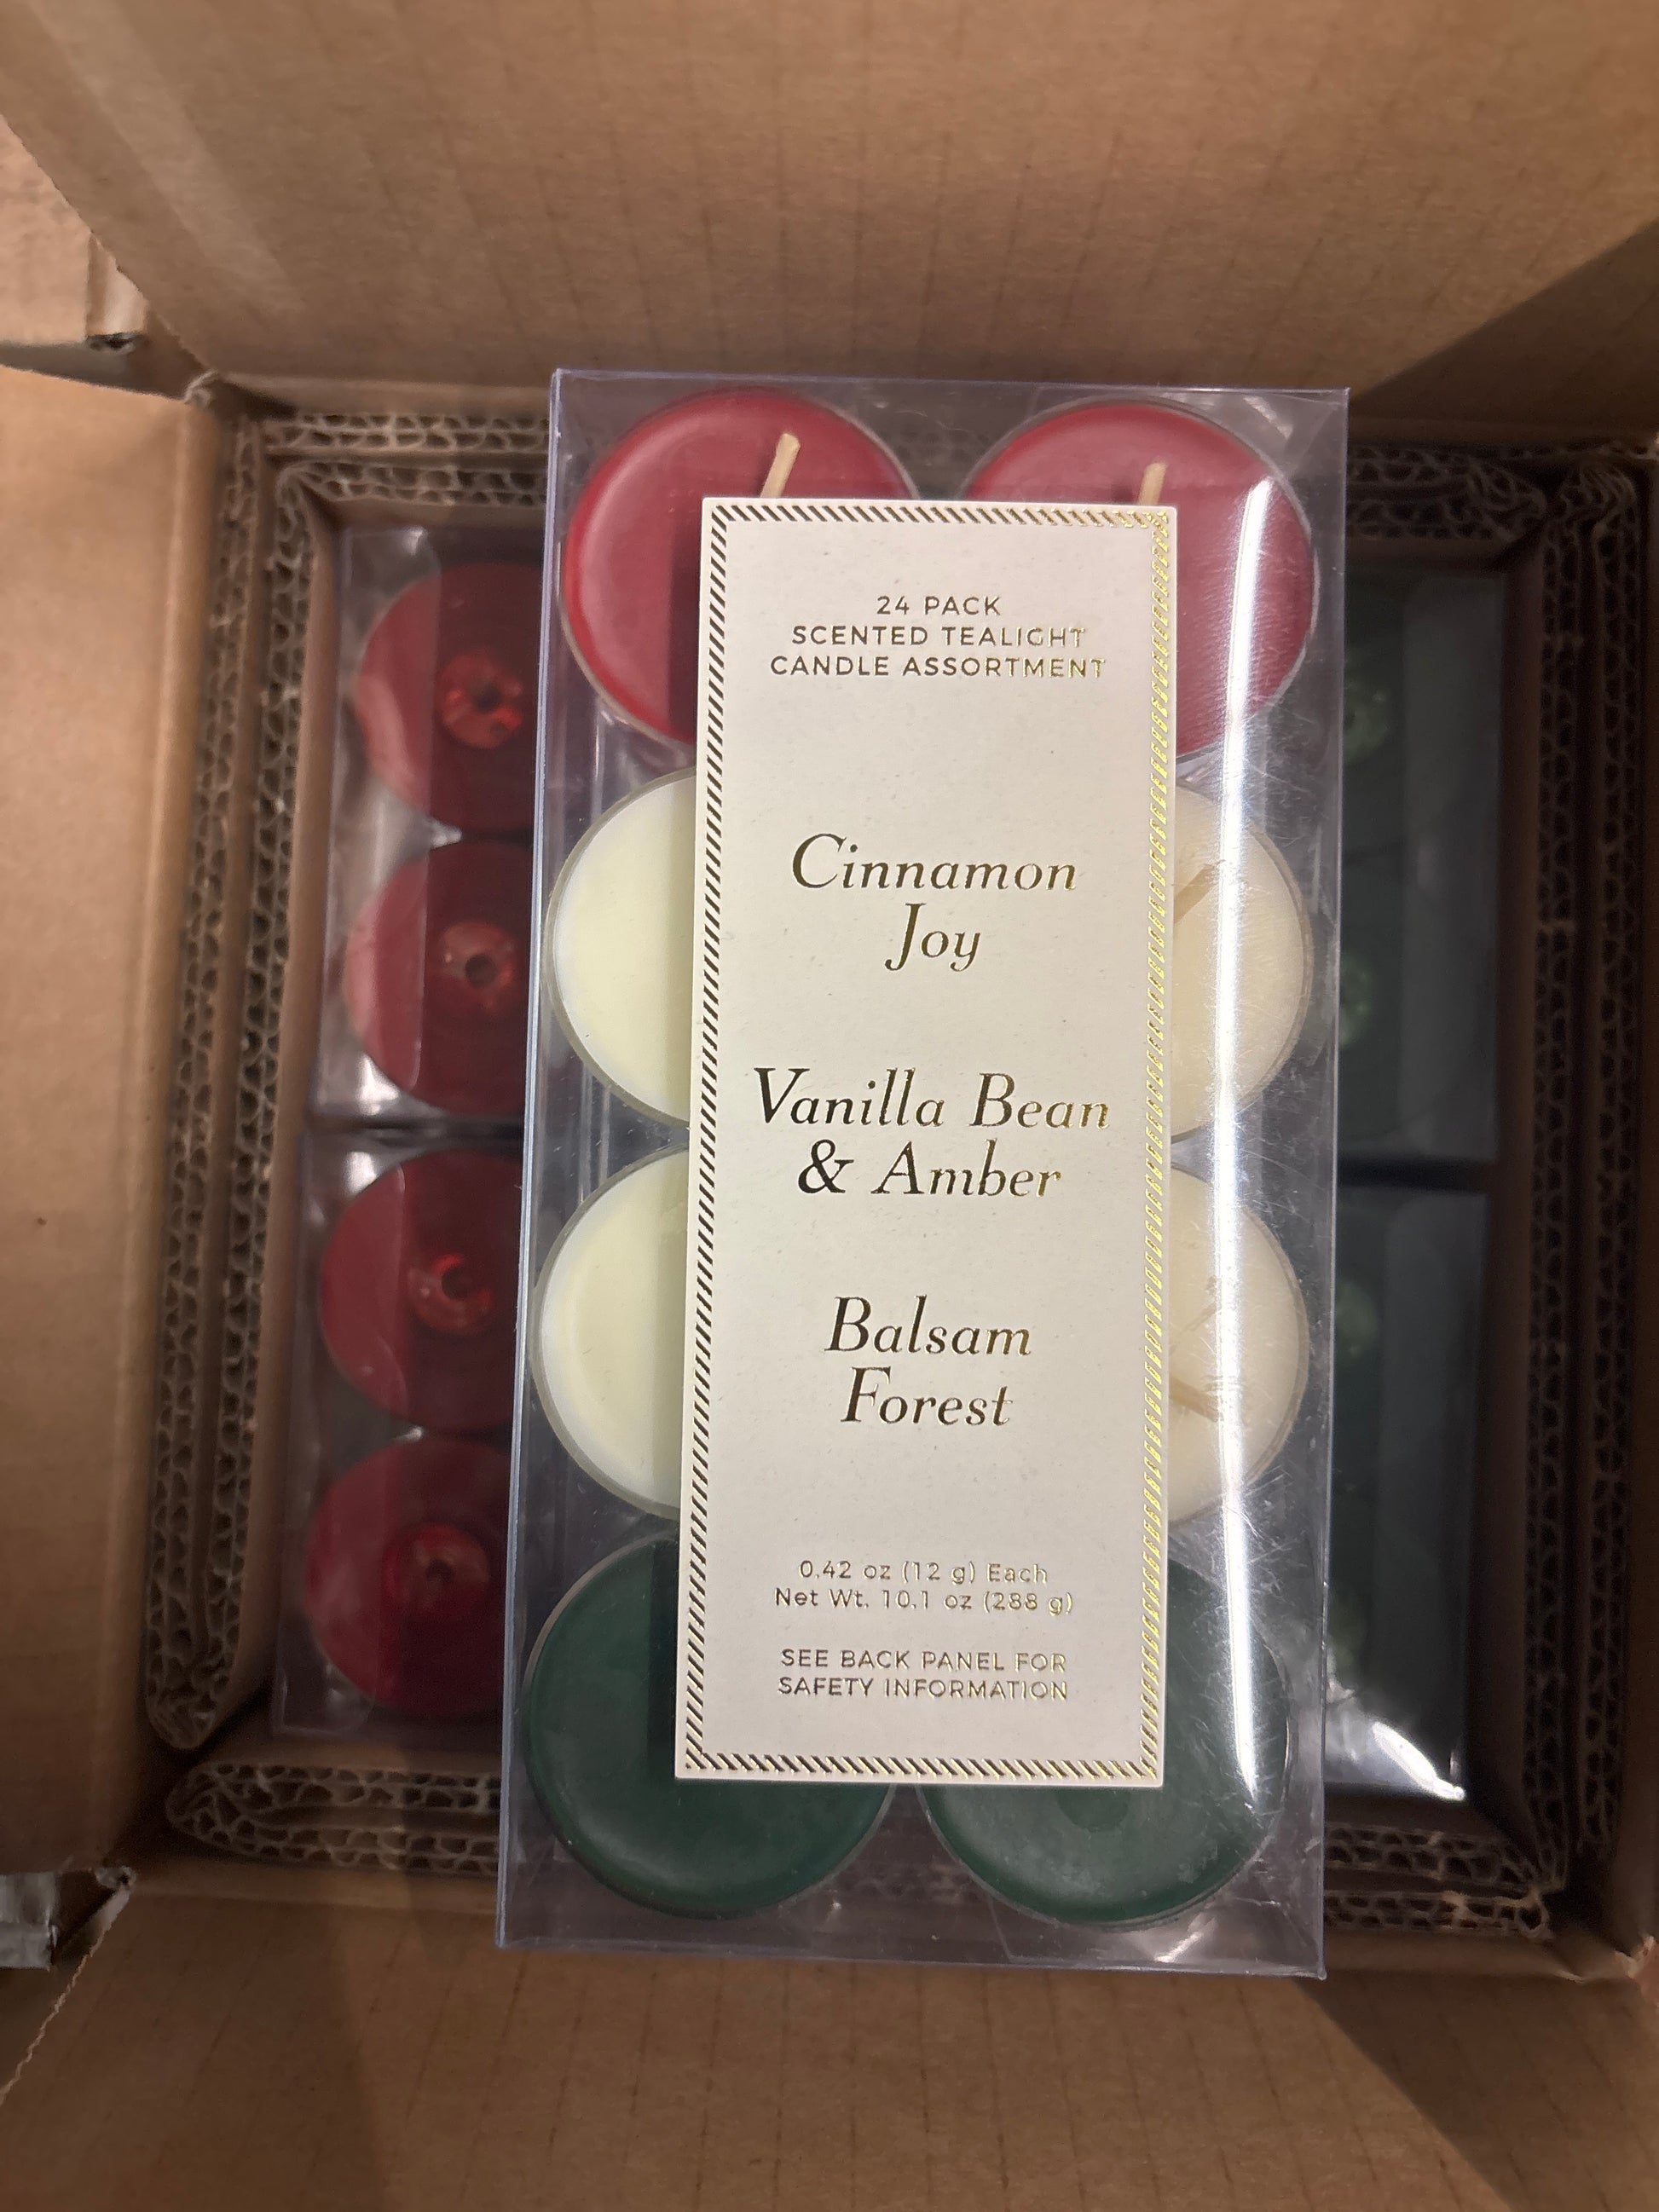 24 PACK
SCENTED TEALIGHT
CANDLE ASSORTMENT
Cinnamon
Joy
Vanilla Bean
& Amber
Balsam
Forest
0.42 oz (12 g) Each
Net Wt. 10.1 oz (288 g)
SEE BACK PANEL FOR
SAFETY INFORMATION